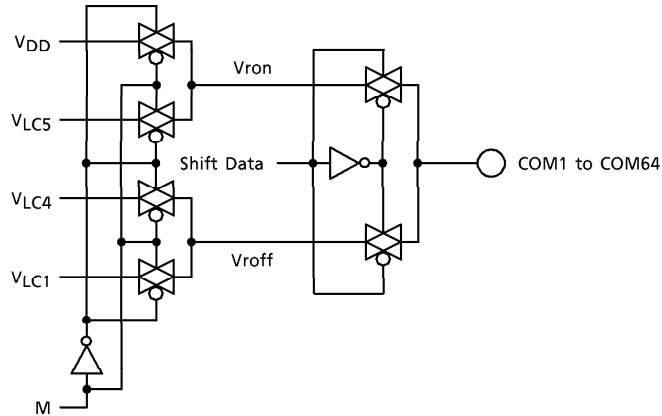 VDD
Vron
VLC5
Shift Data
COM1 to COM64
VLC4
Vroff
VLC1
M